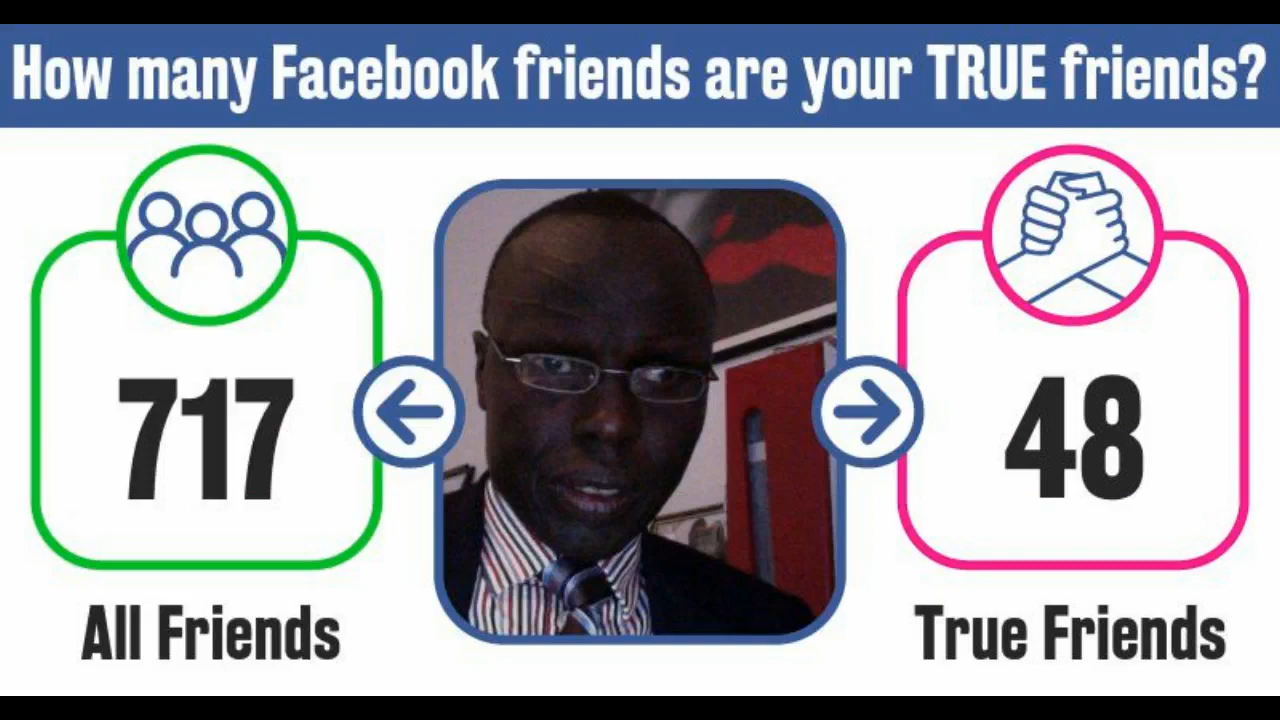 How many Facebook friends are your TRUE friends?
717
48
All Friends
True Friends